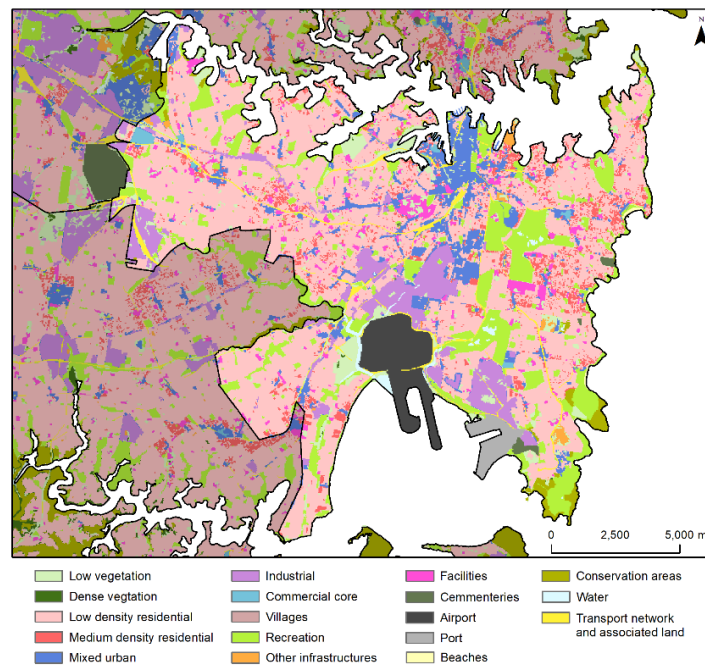 N
0 2,500 5,000 m
Low vegetation
Dense vegtation
Low density residential
Medium density residential
Mixed urban
Industrial
Commercial core
Villages
Recreation
Other infrastructures
Facilities
Cemmenteries
Airport
Port
Beaches
Conservation areas
Water
Transport network
and associated land